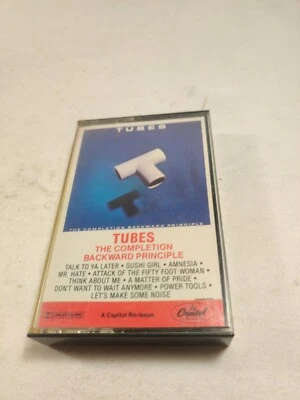 TUBES
THE COMPLETION BACKWARD PRINCIPLE
TUBES
THE COMPLETION
BACKWARD PRINCIPLE
TALK TO YA LATER • SUSHI GIRL • AMNESIA •
MR. HATE • ATTACK OF THE FIFTY FOOT WOMAN •
THINK ABOUT ME • A MATTER OF PRIDE •
DON'T WANT TO WAIT ANYMORE • POWER TOOLS •
LET'S MAKE SOME NOISE
A Capitol Re-issue
Capitol